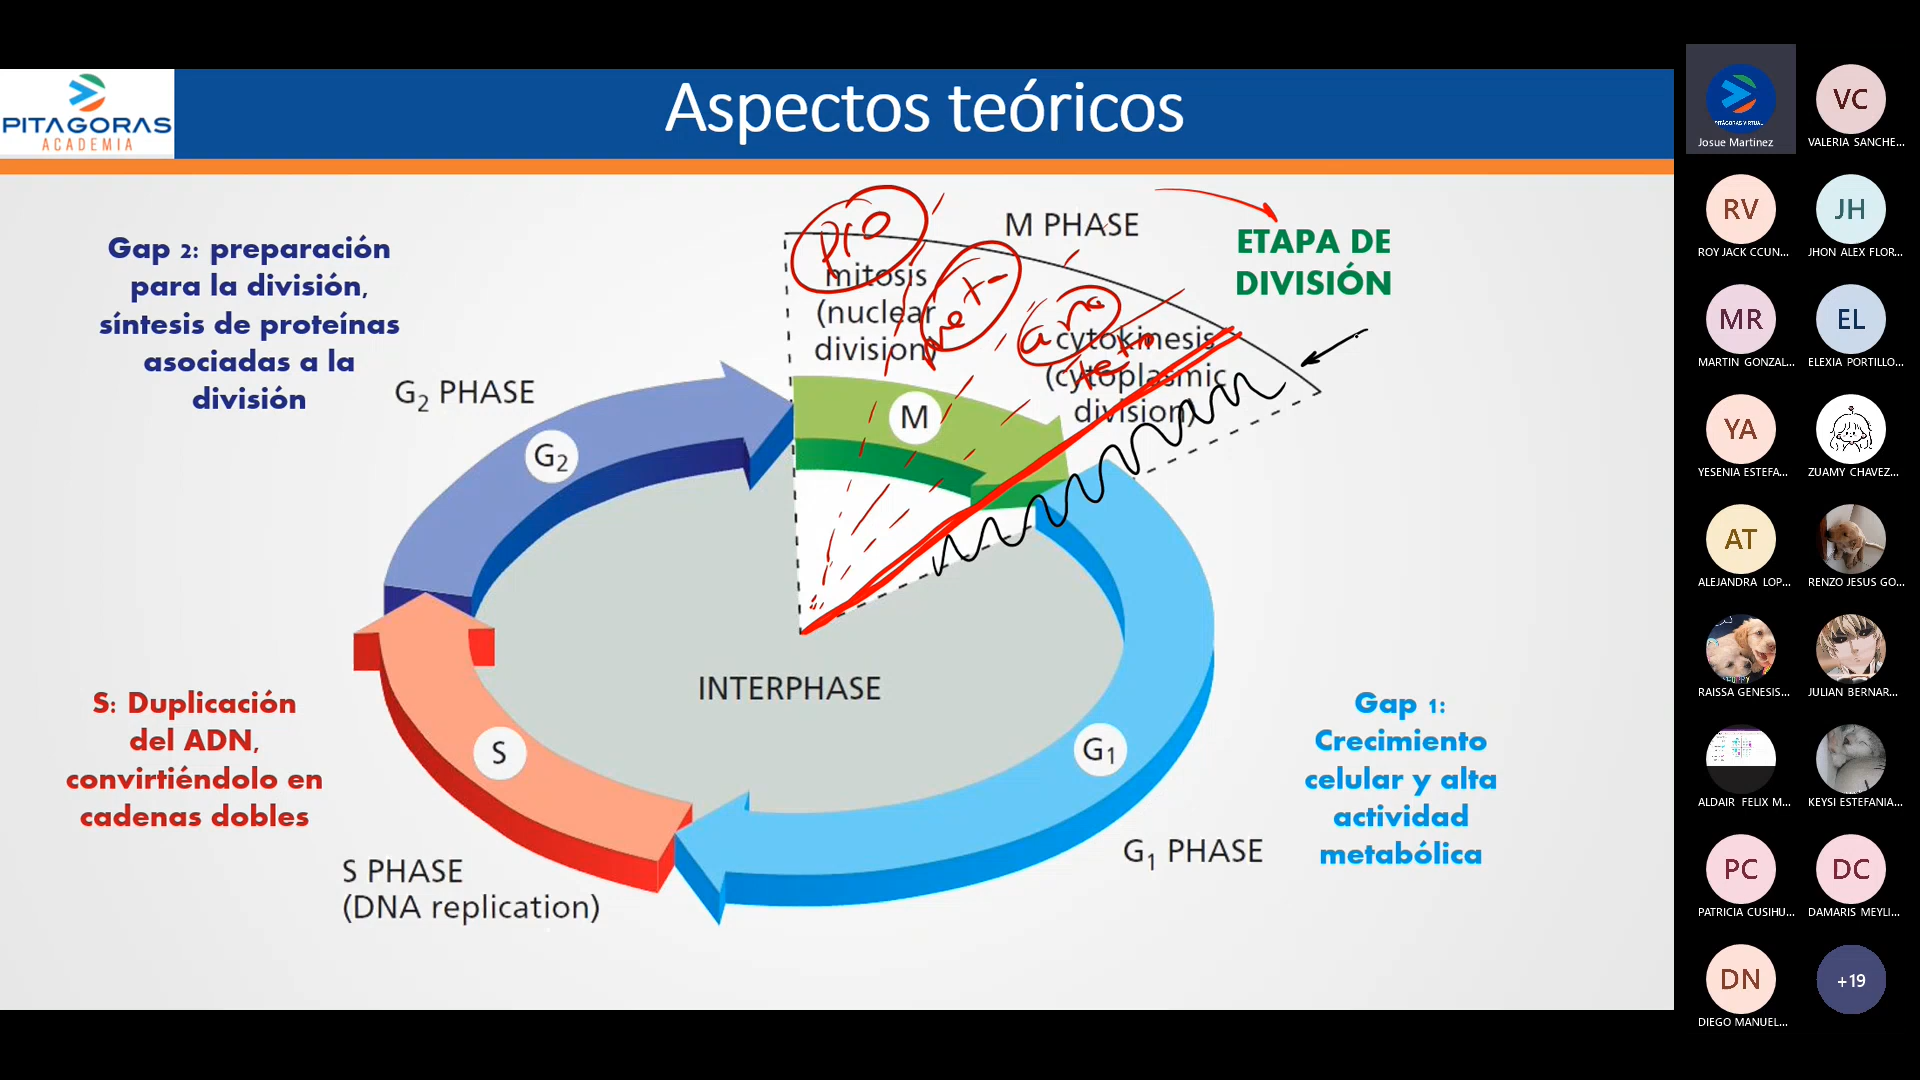 PITAGORAS
ACADEMIA
Aspectos teóricos
Gap 2: preparación
para la división,
síntesis de proteínas
asociadas a la
división
G₂ PHASE
G₂
pro
mitosis
(nuclear
division)
met-
M PHASE
ana
telo
cytokinesis
(cytoplasmic
division)
ETAPA DE
DIVISIÓN
M
INTERPHASE
S: Duplicación
del ADN,
convirtiéndolo en
cadenas dobles
S
S PHASE
(DNA replication)
G₁
G₁ PHASE
Gap 1:
Crecimiento
celular y alta
actividad
metabólica
Josue Martinez
VC
VALERIA SANCHE...
RV
ROY JACK CCUN...
JH
JHON ALEX FLOR...
MR
MARTIN GONZAL...
EL
ELEXIA PORTILLO...
YA
YESENIA ESTEFA...
ZUAMY CHAVEZ...
AT
ALEJANDRA LOP...
RENZO JESUS GO...
RAISSA GENESIS...
JULIAN BERNAR...
ALDAIR FELIX M...
KEYSI ESTEFANIA...
PC
PATRICIA CUSIHU...
DC
DAMARIS MEYLI...
DN
DIEGO MANUEL...
+19